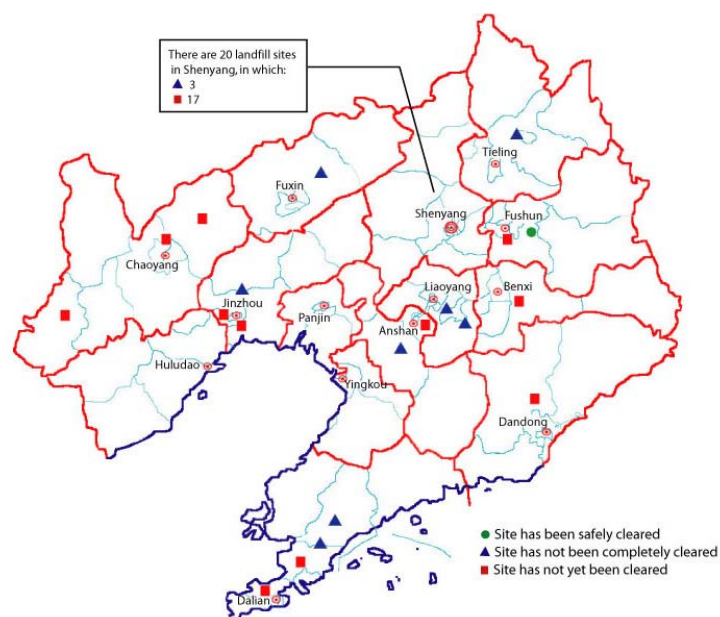 There are 20 landfill sites
in Shenyang, in which:
3
17
Tieling
Fuxin
Shenyang
Fushun
Chaoyang
Jinzhou
Panjin
Liaoyang
Benxi
Anshan
Huludao
Yingkou
Dandong
Dalian
Site has been safely cleared
Site has not been completely cleared
Site has not yet been cleared